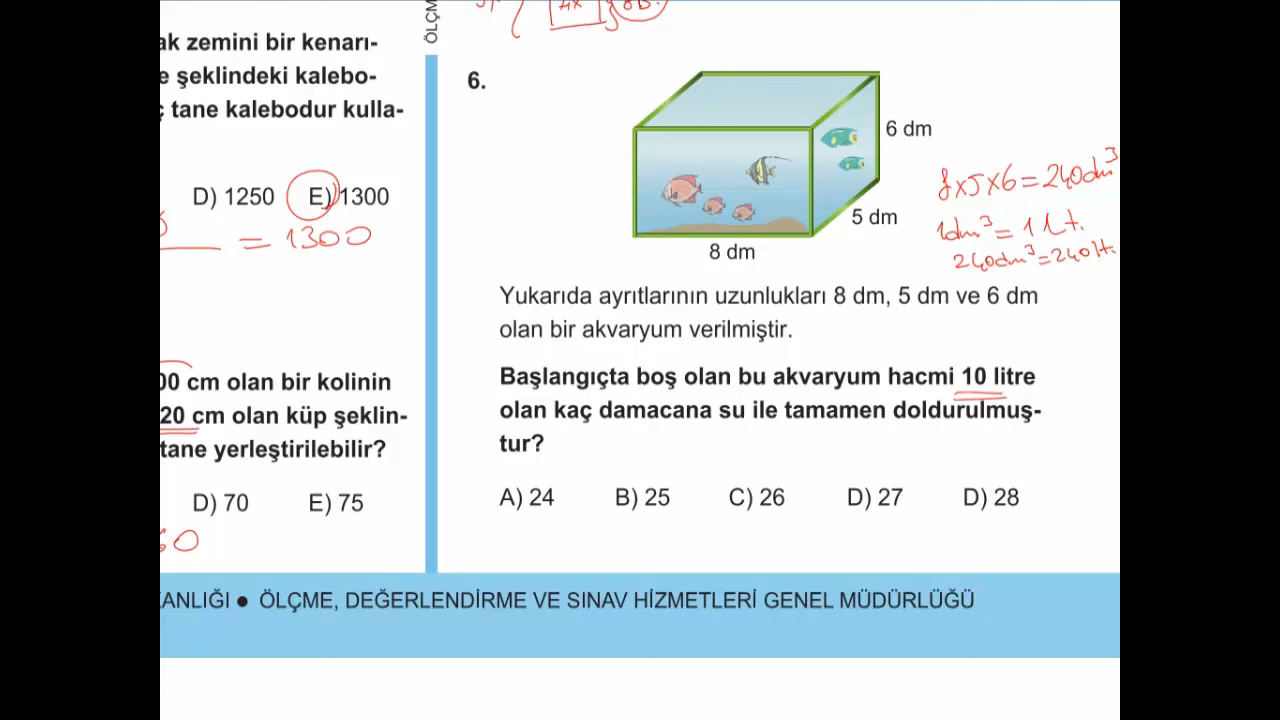 ÖLÇM
ak zemini bir kenarı-
e şeklindeki kalebo-
ç tane kalebodur kulla-
D) 1250 E) 1300
= 1300
00 cm olan bir kolinin
20 cm olan küp şeklin-
tane yerleştirilebilir?
D) 70 E) 75
60
6.
6 dm
5 dm
8 dm
8x5x6=240dm³
1dm³ = 1 Lt.
240dm³=240lt.
Yukarıda ayrıtlarının uzunlukları 8 dm, 5 dm ve 6 dm
olan bir akvaryum verilmiştir.
Başlangıçta boş olan bu akvaryum hacmi 10 litre
olan kaç damacana su ile tamamen doldurulmuş-
tur?
A) 24 B) 25 C) 26 D) 27 D) 28
KANLIĞI ● ÖLÇME, DEĞERLENDİRME VE SINAV HİZMETLERİ GENEL MÜDÜRLÜĞÜ